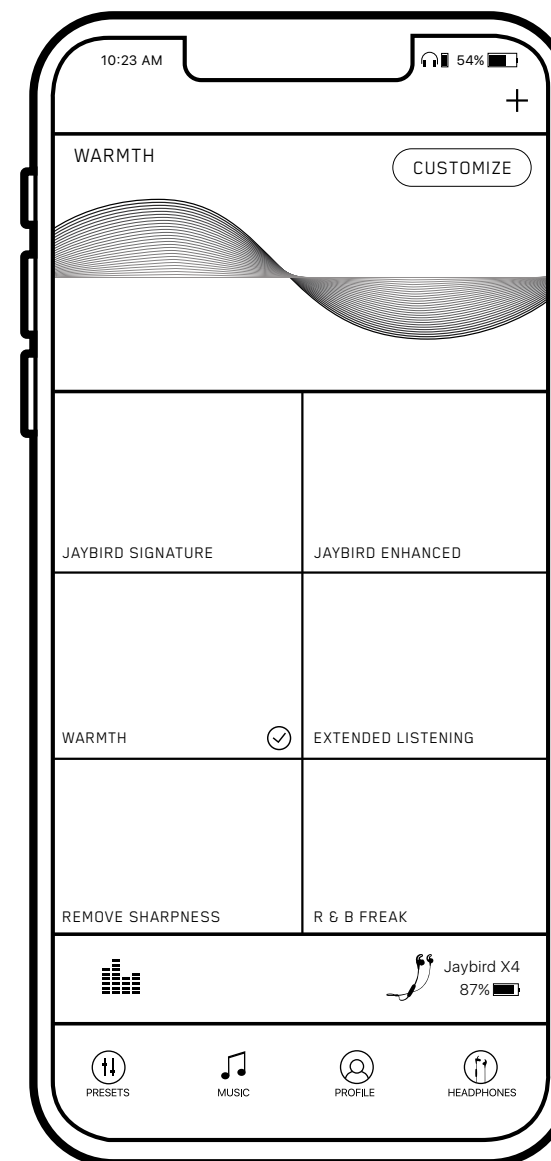 10:23 AM 54%
+
WARMTH
CUSTOMIZE
JAYBIRD SIGNATURE JAYBIRD ENHANCED
WARMTH EXTENDED LISTENING
REMOVE SHARPNESS R & B FREAK
Jaybird X4
87%
PRESETS MUSIC PROFILE HEADPHONES